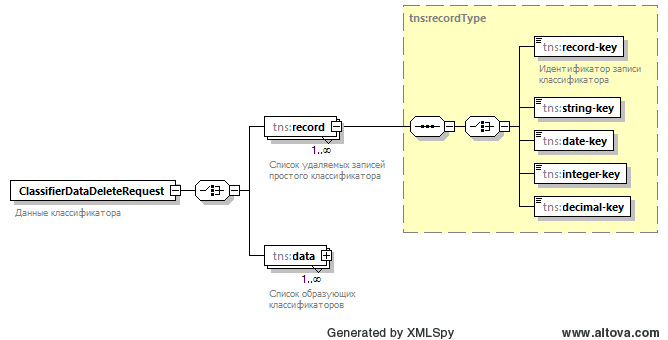 tns:recordType
tns:record-key
Идентификатор записи
классификатора
tns:string-key
tns:record
1..∞
Список удаляемых записей
простого классификатора
tns:date-key
tns:integer-key
ClassifierDataDeleteRequest
Данные классификатора
tns:decimal-key
tns:data
1..∞
Список образующих
классификаторов
Generated by XMLSpy
www.altova.com